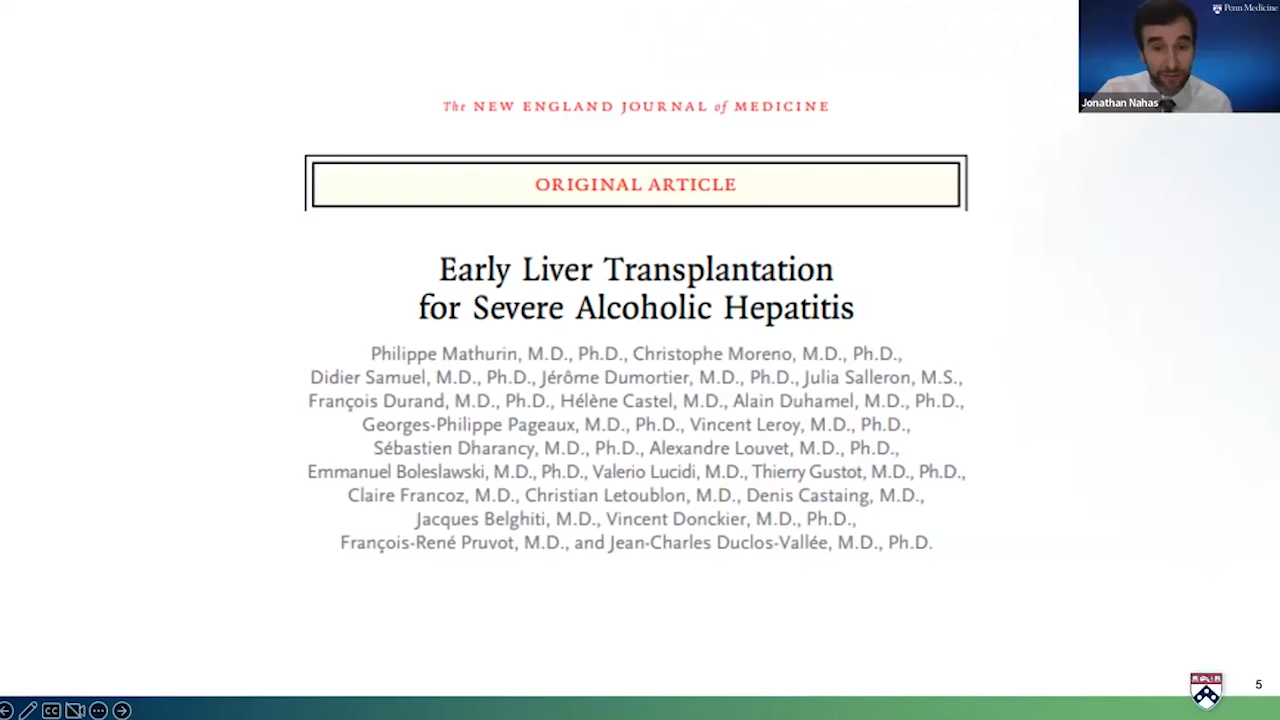 Penn Medicine
Jonathan Nahas
The NEW ENGLAND JOURNAL of MEDICINE
ORIGINAL ARTICLE
Early Liver Transplantation
for Severe Alcoholic Hepatitis
Philippe Mathurin, M.D., Ph.D., Christophe Moreno, M.D., Ph.D.,
Didier Samuel, M.D., Ph.D., Jérôme Dumortier, M.D., Ph.D., Julia Salleron, M.S.,
François Durand, M.D., Ph.D., Hélène Castel, M.D., Alain Duhamel, M.D., Ph.D.,
Georges-Philippe Pageaux, M.D., Ph.D., Vincent Leroy, M.D., Ph.D.,
Sébastien Dharancy, M.D., Ph.D., Alexandre Louvet, M.D., Ph.D.,
Emmanuel Boleslawski, M.D., Ph.D., Valerio Lucidi, M.D., Thierry Gustot, M.D., Ph.D.,
Claire Francoz, M.D., Christian Letoublon, M.D., Denis Castaing, M.D.,
Jacques Belghiti, M.D., Vincent Donckier, M.D., Ph.D.,
François-René Pruvot, M.D., and Jean-Charles Duclos-Vallée, M.D., Ph.D.
5
CC